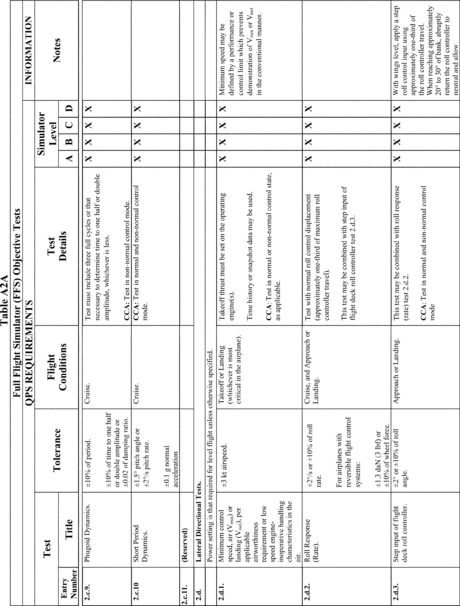 Table A2A
Full Flight Simulator (FFS) Objective Tests
QPS REQUIREMENTS
INFORMATION
Test
Tolerance
Flight
Conditions
Test
Details
Simulator
Level
Notes
Entry
Number
Title
A
B
C
D
2.c.9.
Phugoid Dynamics.
±10% of period.
±10% of time to one half
or double amplitude or
±0.02 of damping ratio.
Cruise.
Test must include three full cycles or that
necessary to determine time to one half or double
amplitude, whichever is less.
CCA: Test in non-normal control mode.
X
X
X
X
2.c.10
Short Period
Dynamics.
±1.5° pitch angle or
±2°/s pitch rate.
±0.1 g normal
acceleration
Cruise.
CCA: Test in normal and non-normal control
mode.
X
X
X
X
2.c.11.
(Reserved)
2.d.
Lateral Directional Tests.
Power setting is that required for level flight unless otherwise specified.
2.d.1.
Minimum control
speed, air (Vmca) or
landing (Vmcl), per
applicable
airworthiness
requirement or low
speed engine-
inoperative handling
characteristics in the
air.
±3 kt airspeed.
Takeoff or Landing
(whichever is most
critical in the airplane).
Takeoff thrust must be set on the operating
engine(s).
Time history or snapshot data may be used.
CCA: Test in normal or non-normal control state,
as applicable.
X
X
X
X
Minimum speed may be
defined by a performance or
control limit which prevents
demonstration of Vmca or Vmcl
in the conventional manner.
2.d.2.
Roll Response
(Rate).
±2°/s or ±10% of roll
rate.
For airplanes with
reversible flight control
systems:
±1.3 daN (3 lbf) or
±10% of wheel force.
Cruise, and Approach or
Landing.
Test with normal roll control displacement
(approximately one-third of maximum roll
controller travel).
This test may be combined with step input of
flight deck roll controller test 2.d.3.
X
X
X
X
2.d.3.
Step input of flight
deck roll controller.
±2° or ±10% of roll
angle.
Approach or Landing.
This test may be combined with roll response
(rate) test 2.d.2.
CCA: Test in normal and non-normal control
mode
X
X
X
X
With wings level, apply a step
roll control input using
approximately one-third of
the roll controller travel.
When reaching approximately
20° to 30° of bank, abruptly
return the roll controller to
neutral and allow